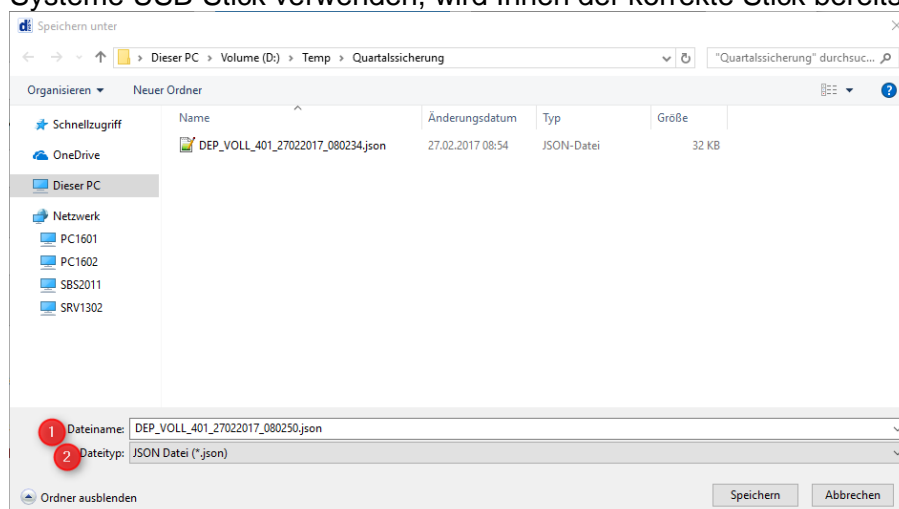 Systeme USB Stick verwenden, wird Ihnen der korrekte Stick bereits
Speichern unter
Dieser PC > Volume (D:) > Temp > Quartalssicherung
"Quartalssicherung" durchsuc...
Organisieren
Neuer Ordner
?
Name
Änderungsdatum
Typ
Größe
Schnellzugriff
DEP_VOLL_401_27022017_080234.json
27.02.2017 08:54
JSON-Datei
32 KB
OneDrive
Dieser PC
Netzwerk
PC1601
PC1602
SBS2011
SRV1302
1 Dateiname: DEP_VOLL_401_27022017_080250.json
2 Dateityp: JSON Datei (*.json)
Ordner ausblenden
Speichern
Abbrechen